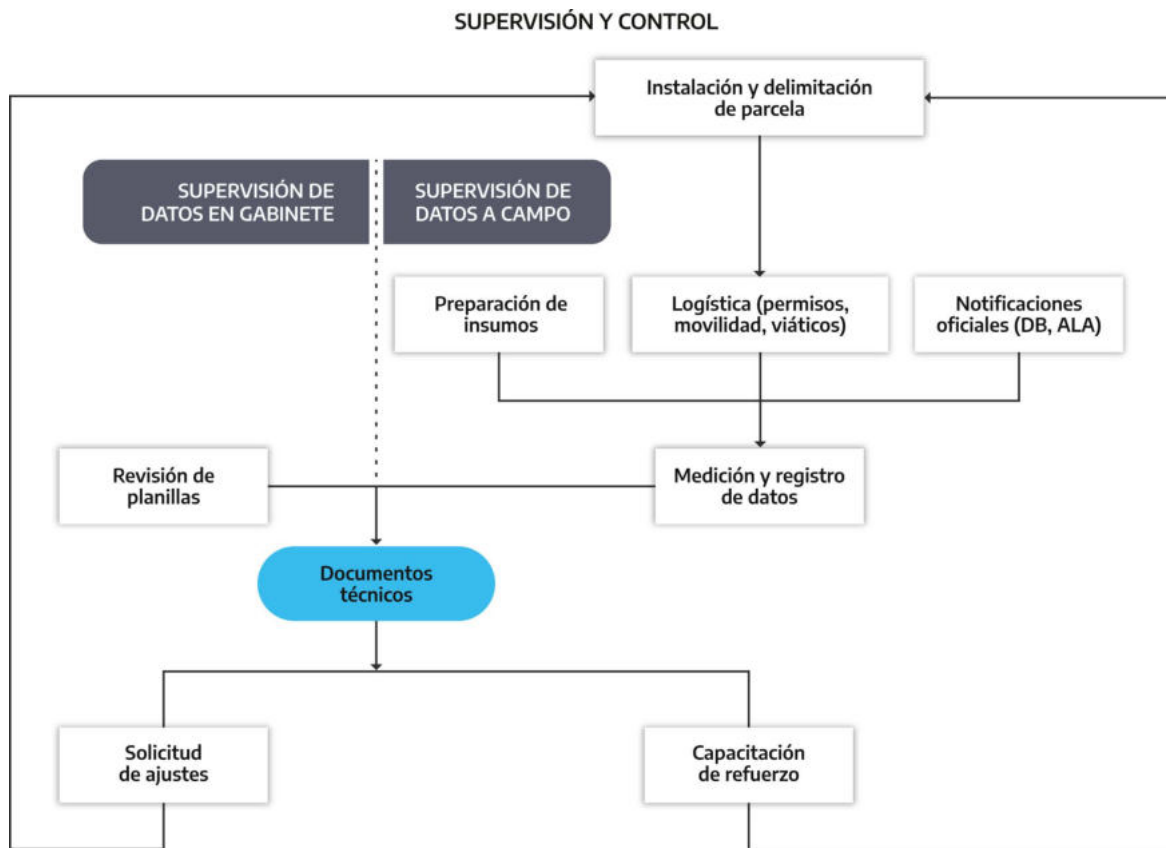 SUPERVISIÓN Y CONTROL
Instalación y delimitación
de parcela
SUPERVISIÓN DE
DATOS EN GABINETE
SUPERVISIÓN DE
DATOS A CAMPO
Preparación de
insumos
Logística (permisos,
movilidad, viáticos)
Notificaciones
oficiales (DB, ALA)
Revisión de
planillas
Medición y registro
de datos
Documentos
técnicos
Solicitud
de ajustes
Capacitación
de refuerzo